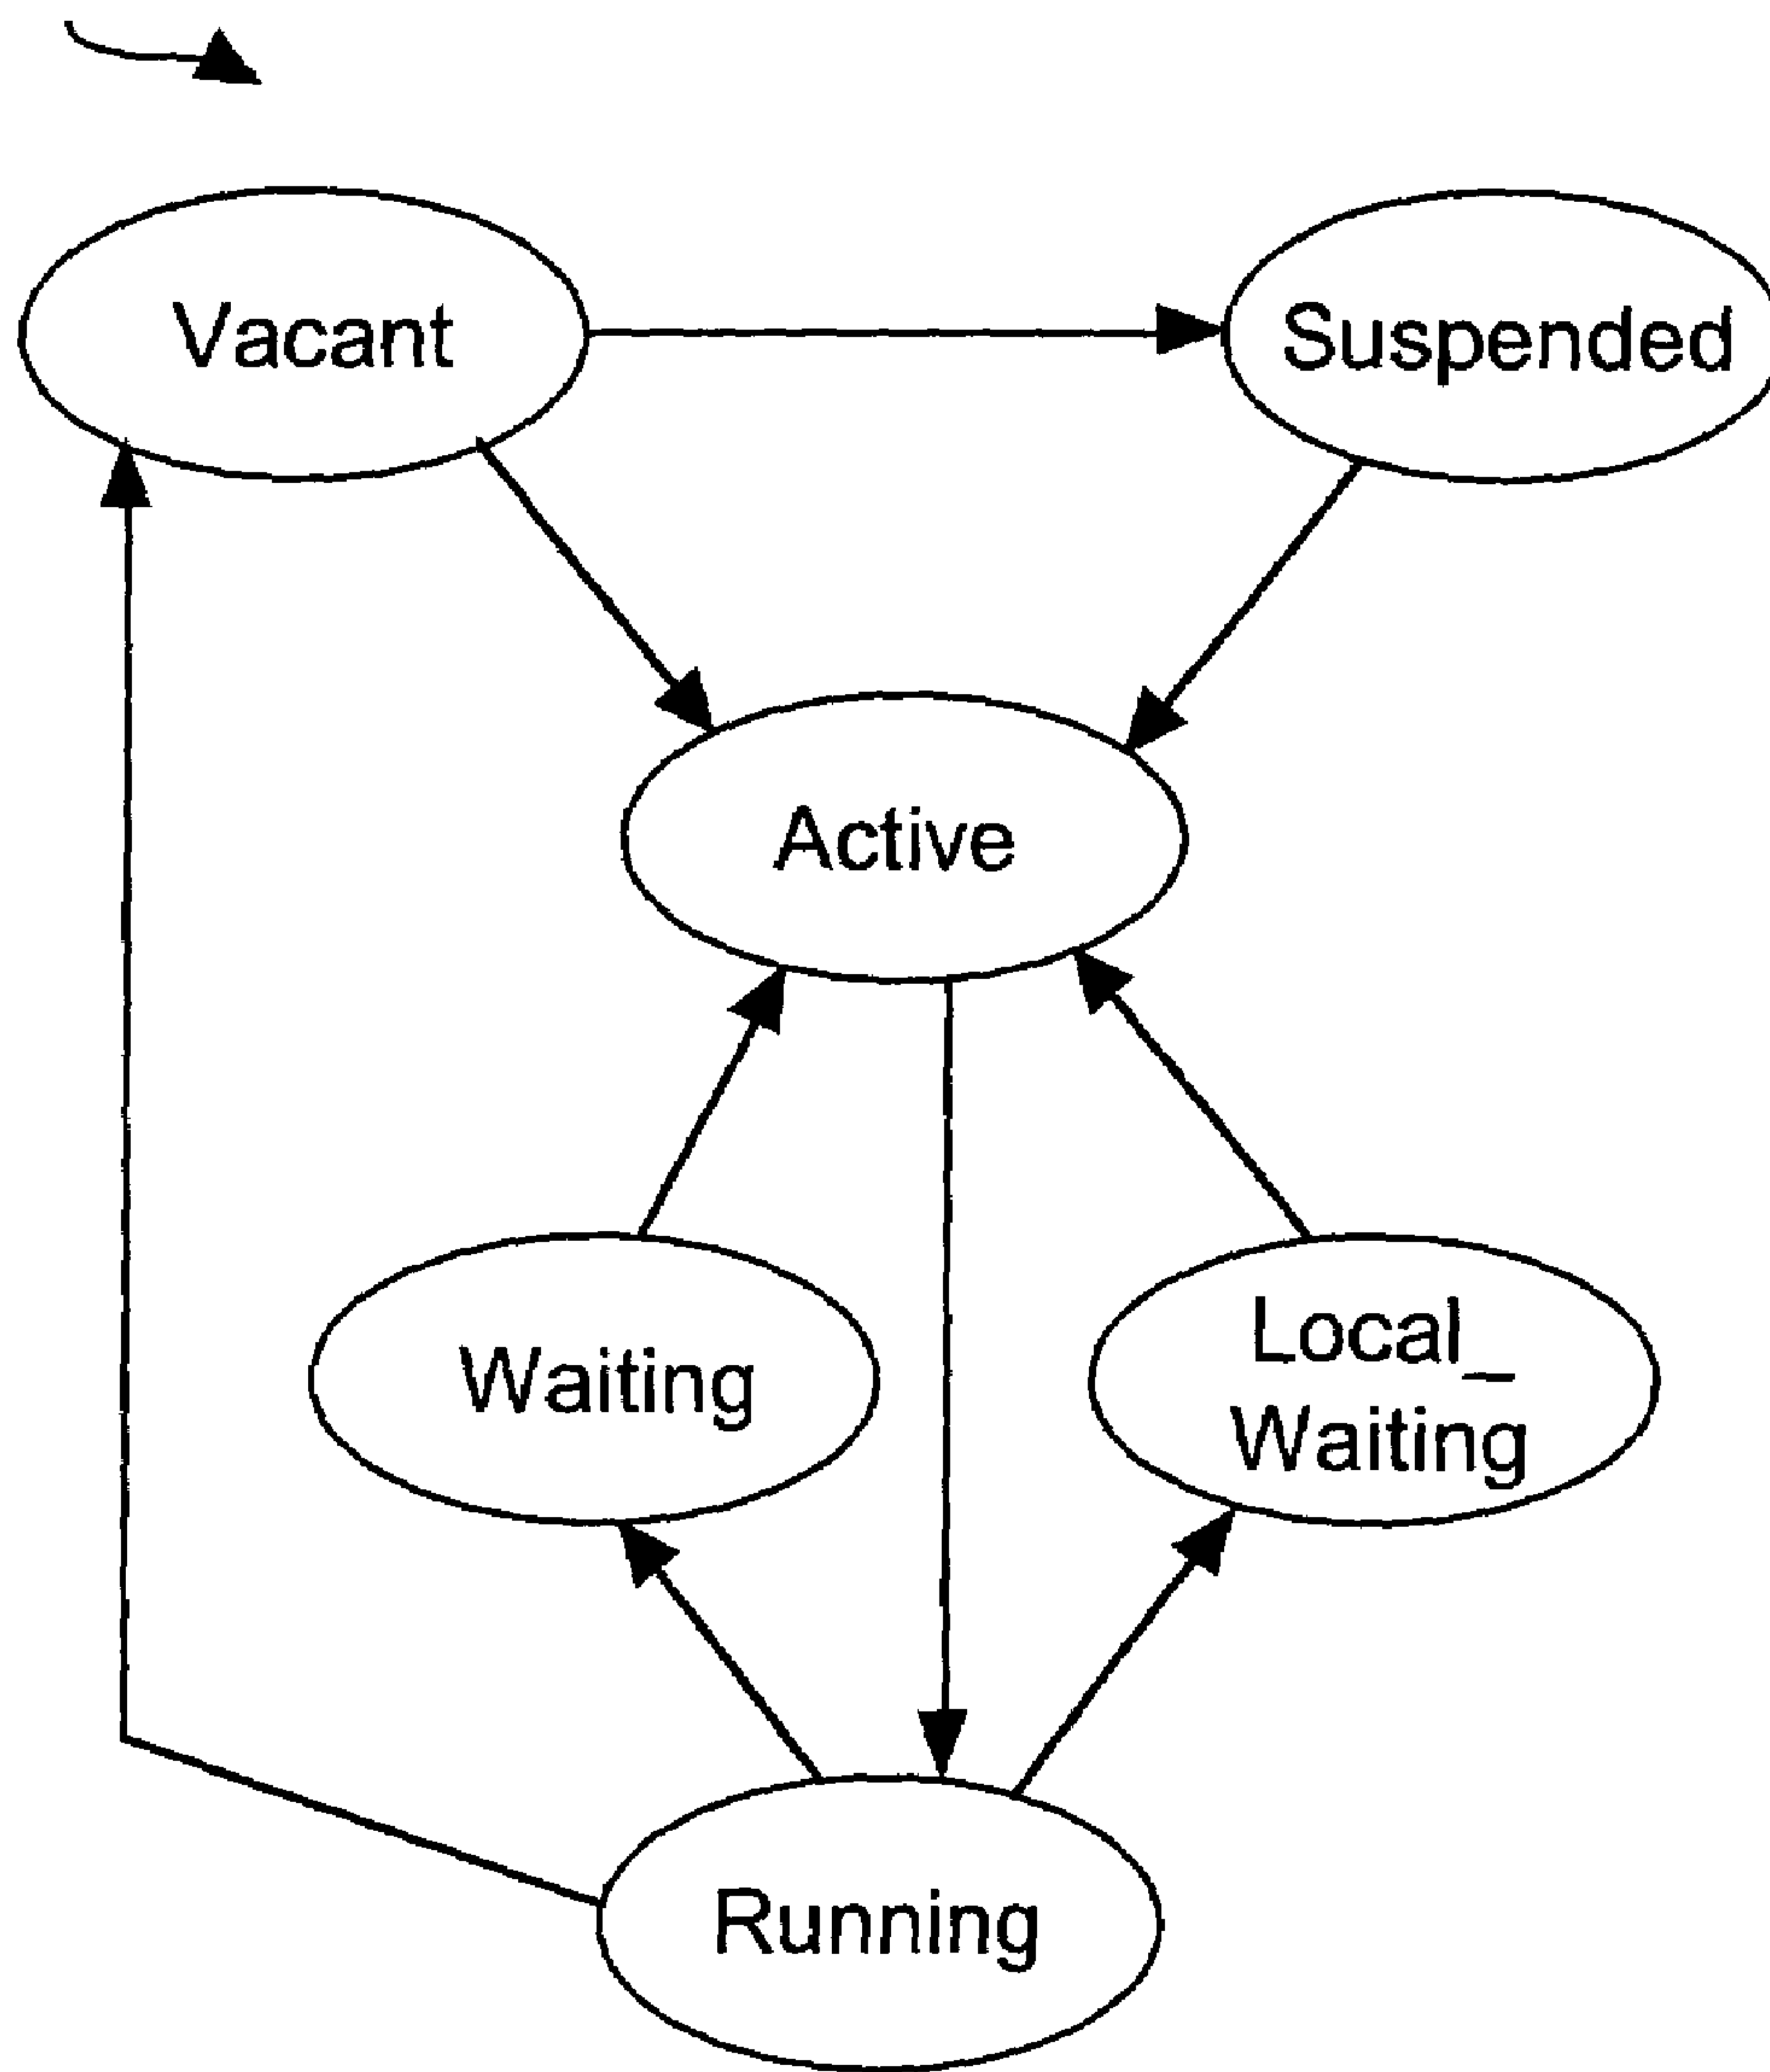 Vacant
Suspended
Active
Waiting
Local_
Waiting
Running